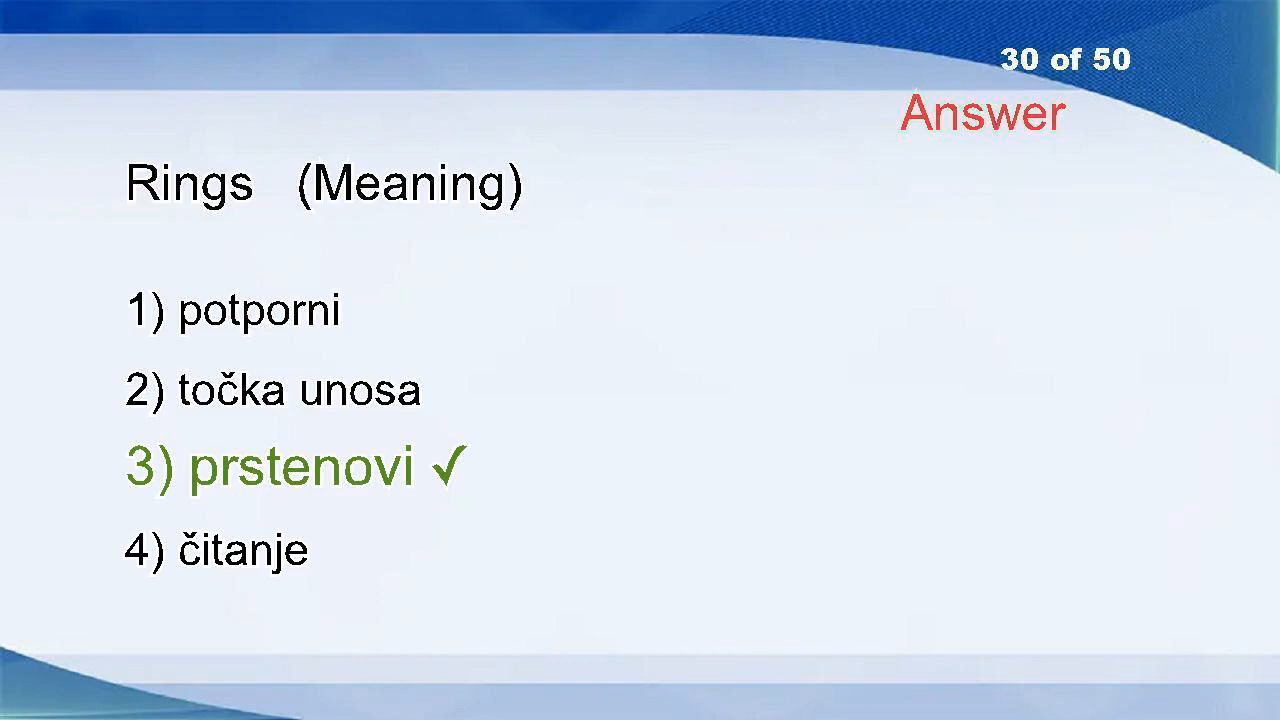 30 of 50
Answer
Rings (Meaning)
1) potporni
2) točka unosa
3) prstenovi ✓
4) čitanje